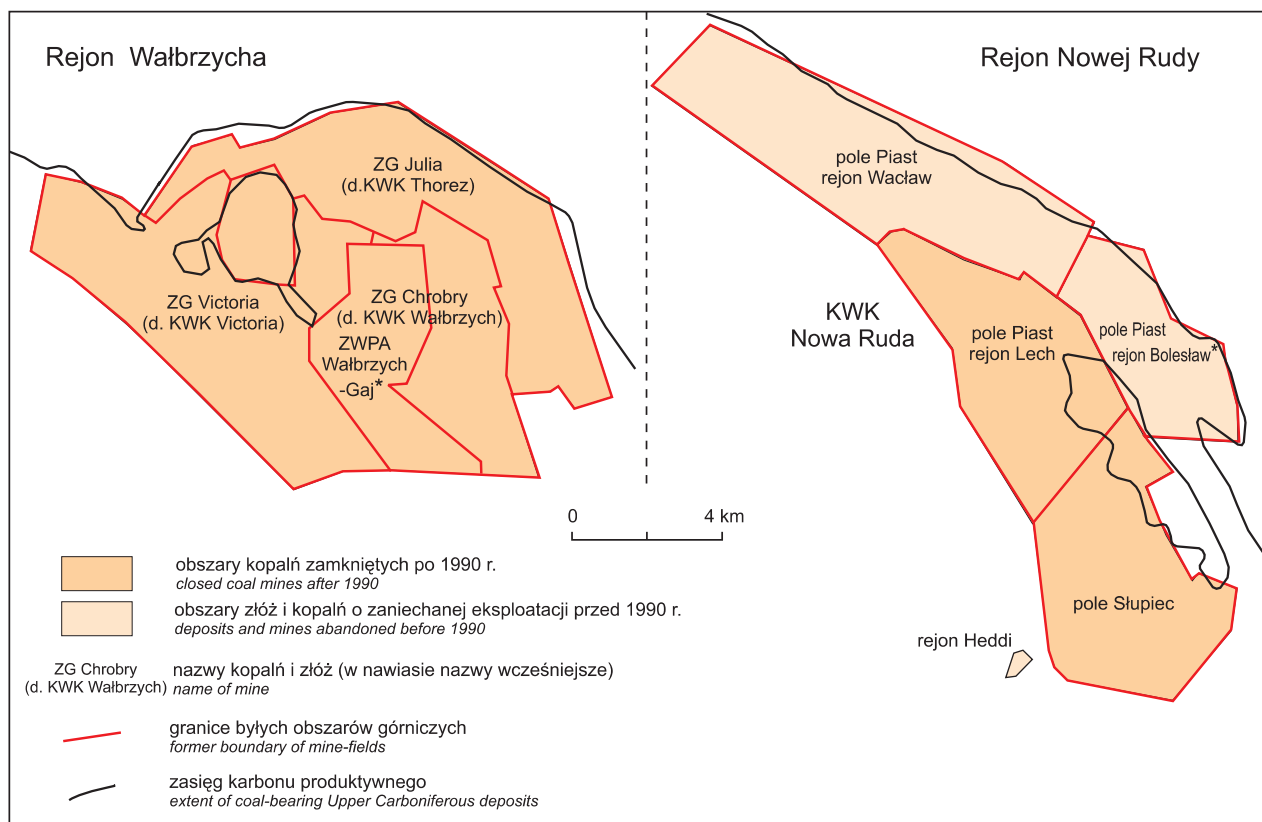 Rejon Wałbrzycha
ZG Julia
(d.KWK Thorez)
ZG Victoria
(d. KWK Victoria)
ZG Chrobry
(d. KWK Wałbrzych)
ZWPA
Wałbrzych
-Gaj*
Rejon Nowej Rudy
pole Piast
rejon Wacław
KWK
Nowa Ruda
pole Piast
rejon Lech
pole Piast
rejon Bolesław*
pole Słupiec
rejon Heddi
0 4 km
obszary kopalń zamkniętych po 1990 r.
closed coal mines after 1990
obszary złóż i kopalń o zaniechanej eksploatacji przed 1990 r.
deposits and mines abandoned before 1990
ZG Chrobry
(d. KWK Wałbrzych)
nazwy kopalń i złóż (w nawiasie nazwy wcześniejsze)
name of mine
granice byłych obszarów górniczych
former boundary of mine-fields
zasięg karbonu produktywnego
extent of coal-bearing Upper Carboniferous deposits